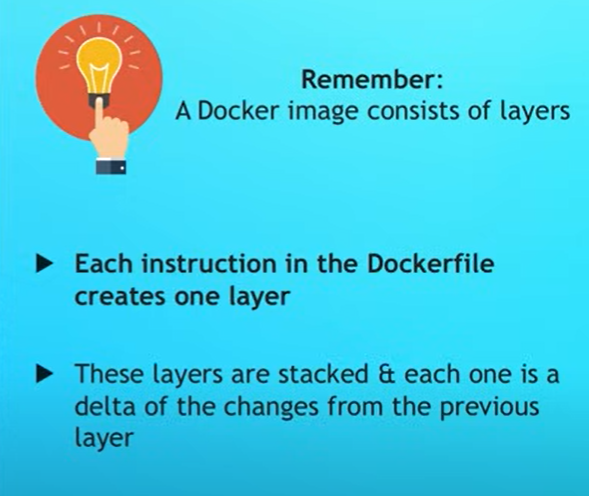 Remember:
A Docker image consists of layers
Each instruction in the Dockerfile
creates one layer
These layers are stacked & each one is a
delta of the changes from the previous
layer